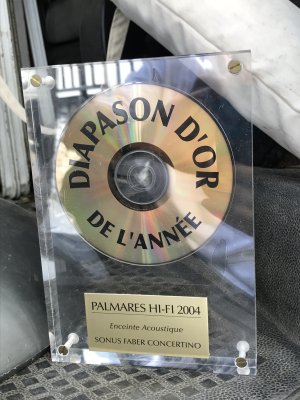 DIAPASON D'OR
DE L'ANNÉE
PALMARES HI-FI 2004
Enceinte Acoustique
SONUS FABER CONCERTINO